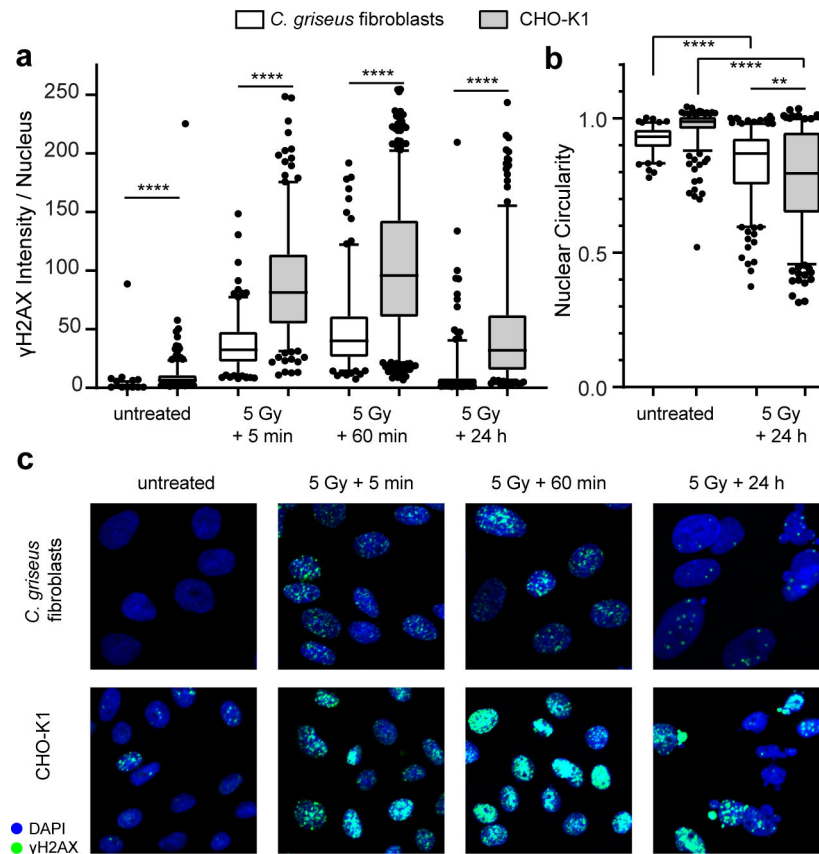 C. griseus fibroblasts CHO-K1
a
b
γH2AX Intensity / Nucleus
250
200
150
100
50
0
****
****
****
****
untreated
5 Gy
+ 5 min
5 Gy
+ 60 min
5 Gy
+ 24 h
Nuclear Circularity
1.0
0.5
0.0
****
****
**
untreated
5 Gy
+ 24 h
c
untreated
5 Gy + 5 min
5 Gy + 60 min
5 Gy + 24 h
C. griseus
fibroblasts
CHO-K1
DAPI
γH2AX